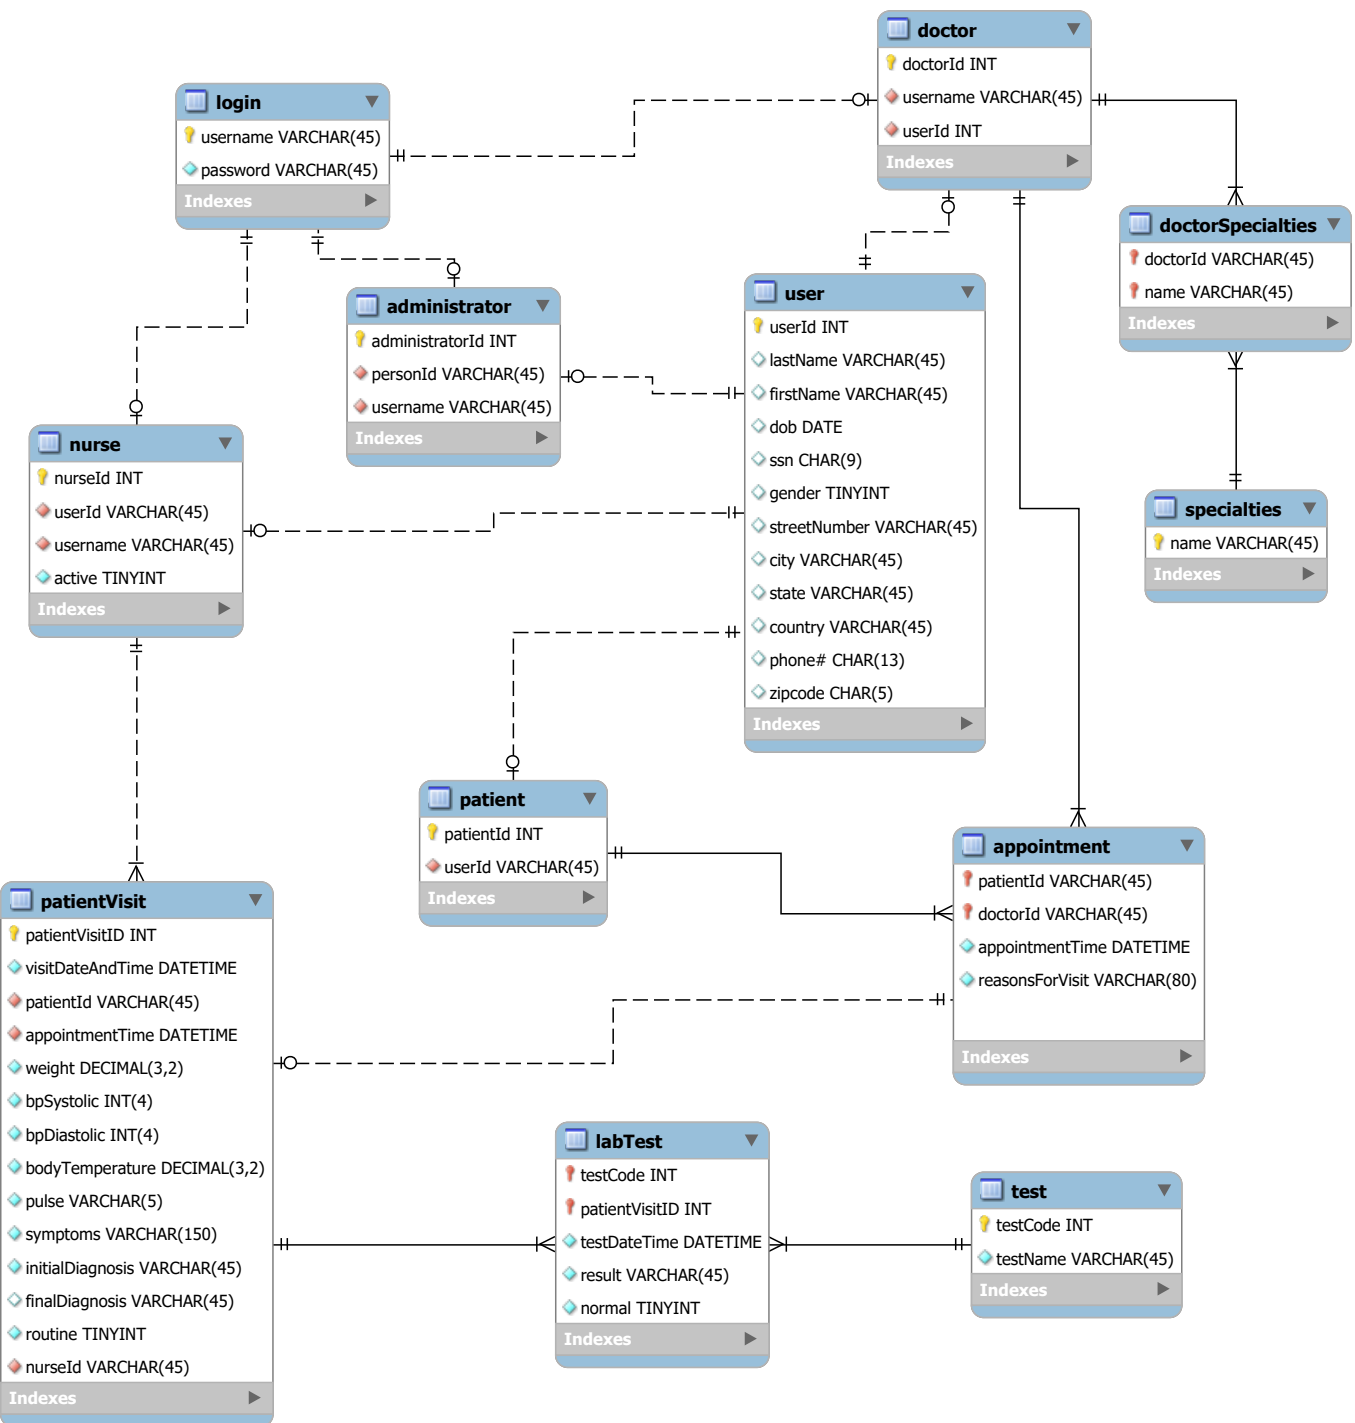 doctor
doctorId INT
username VARCHAR(45)
userId INT
Indexes
login
username VARCHAR(45)
password VARCHAR(45)
Indexes
doctorSpecialties
doctorId VARCHAR(45)
name VARCHAR(45)
Indexes
administrator
administratorId INT
personId VARCHAR(45)
username VARCHAR(45)
Indexes
user
userId INT
lastName VARCHAR(45)
firstName VARCHAR(45)
dob DATE
ssn CHAR(9)
gender TINYINT
streetNumber VARCHAR(45)
city VARCHAR(45)
state VARCHAR(45)
country VARCHAR(45)
phone# CHAR(13)
zipcode CHAR(5)
Indexes
nurse
nurseId INT
userId VARCHAR(45)
username VARCHAR(45)
active TINYINT
Indexes
specialties
name VARCHAR(45)
Indexes
patient
patientId INT
userId VARCHAR(45)
Indexes
appointment
patientId VARCHAR(45)
doctorId VARCHAR(45)
appointmentTime DATETIME
reasonsForVisit VARCHAR(80)
Indexes
patientVisit
patientVisitID INT
visitDateAndTime DATETIME
patientId VARCHAR(45)
appointmentTime DATETIME
weight DECIMAL(3,2)
bpSystolic INT(4)
bpDiastolic INT(4)
bodyTemperature DECIMAL(3,2)
pulse VARCHAR(5)
symptoms VARCHAR(150)
initialDiagnosis VARCHAR(45)
finalDiagnosis VARCHAR(45)
routine TINYINT
nurseId VARCHAR(45)
Indexes
labTest
testCode INT
patientVisitID INT
testDateTime DATETIME
result VARCHAR(45)
normal TINYINT
Indexes
test
testCode INT
testName VARCHAR(45)
Indexes